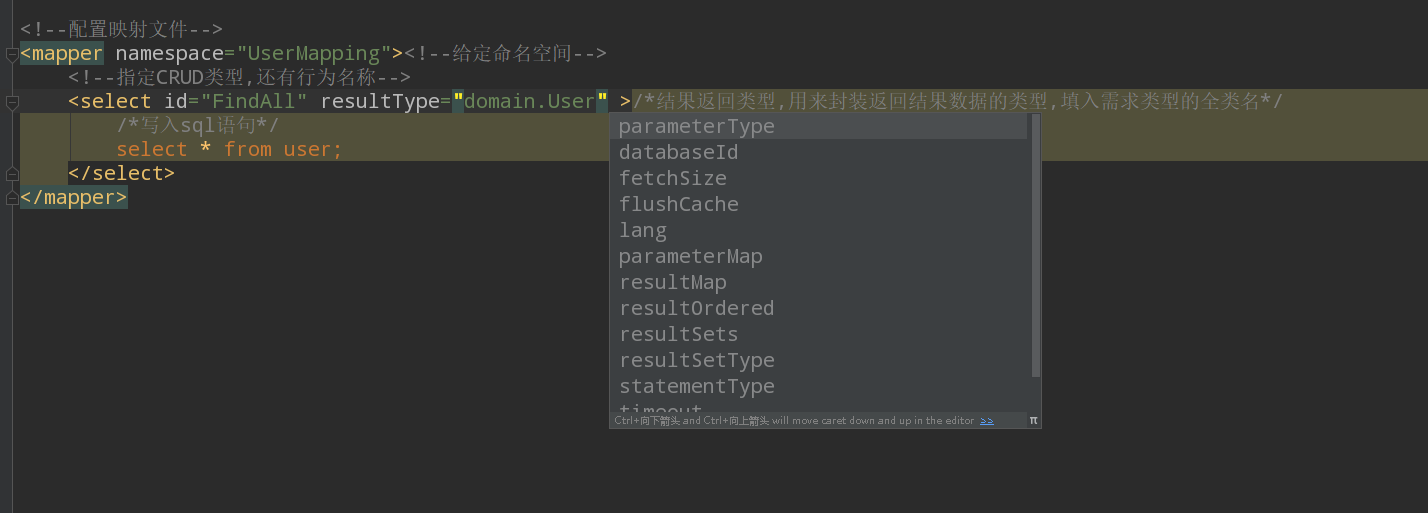 <!--配置映射文件-->
<mapper namespace="UserMapping"><!--给定命名空间-->
<!--指定CRUD类型,还有行为名称-->
<select id="FindAll" resultType="domain.User" >/*结果返回类型,用来封装返回结果数据的类型,填入需求类型的全类名*/
/*写入sql语句*/
select * from user;
</select>
</mapper>
parameterType
databaseId
fetchSize
flushCache
lang
parameterMap
resultMap
resultOrdered
resultSets
resultSetType
statementType
timeout
Ctrl+向下箭头 and Ctrl+向上箭头 will move caret down and up in the editor >> π